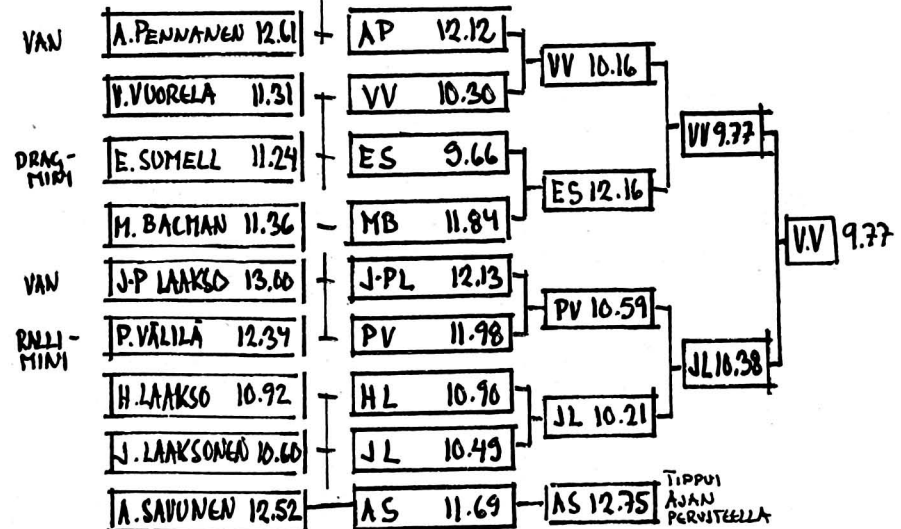 VAN A.PENNANEN 12.61 AP 12.12
VV 10.16
V.VUORELA 11.31 VV 10.30
VV 9.77
DRAG-MINI E.SUMELL 11.24 ES 9.66
ES 12.16
M. BACMAN 11.36 MB 11.84
V.V 9.77
VAN J-P LAAKSO 13.00 J-PL 12.13
PV 10.59
RALLI-MINI P.VÄLILÄ 12.34 PV 11.98
JL 10.38
H.LAAKSO 10.92 HL 10.90
JL 10.21
J.LAAKSONEN 10.60 JL 10.49
A.SAVUNEN 12.52 AS 11.69 AS 12.75 TIPPUI
AJAN
PERUSTEELLA